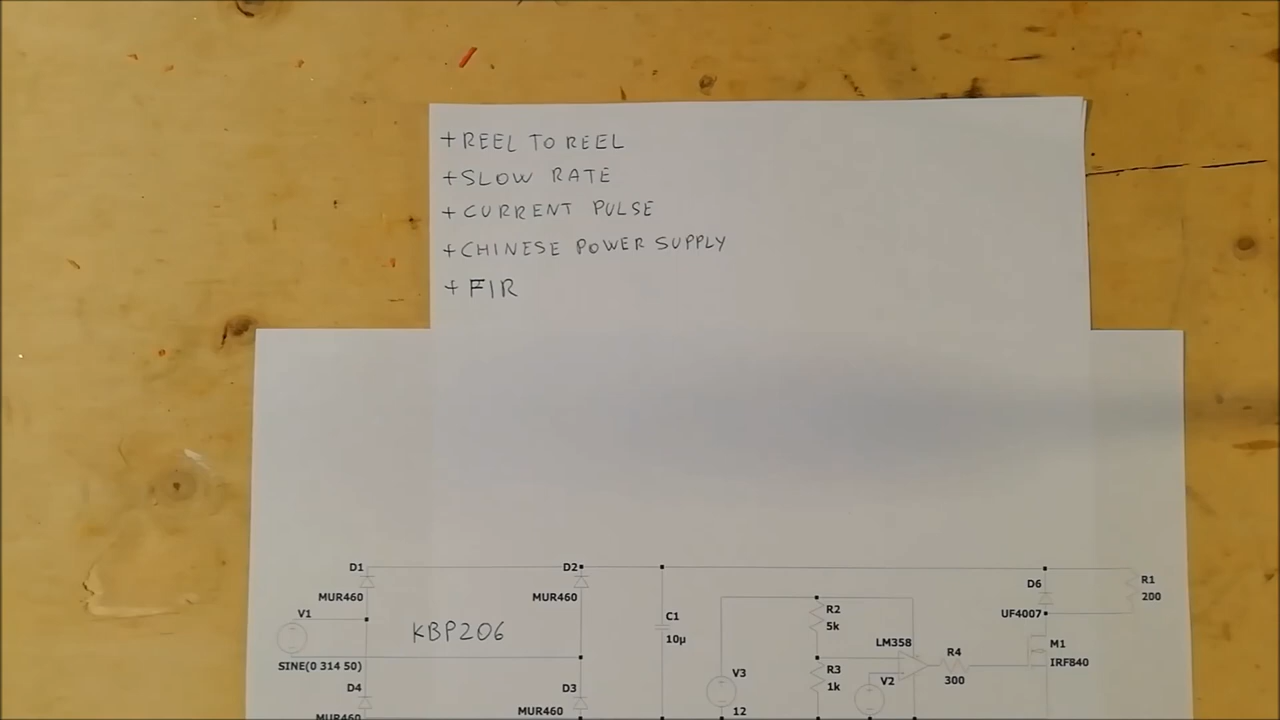 + REEL TO REEL
+ SLOW RATE
+ CURRENT PULSE
+ CHINESE POWER SUPPLY
+ FIR
D1
MUR460
D2
MUR460
V1
SINE(0 314 50)
KBP206
C1
10µ
D4
MUR460
D3
MUR460
V3
12
R2
5k
R3
1k
LM358
V2
R4
300
D6
UF4007
R1
200
M1
IRF840